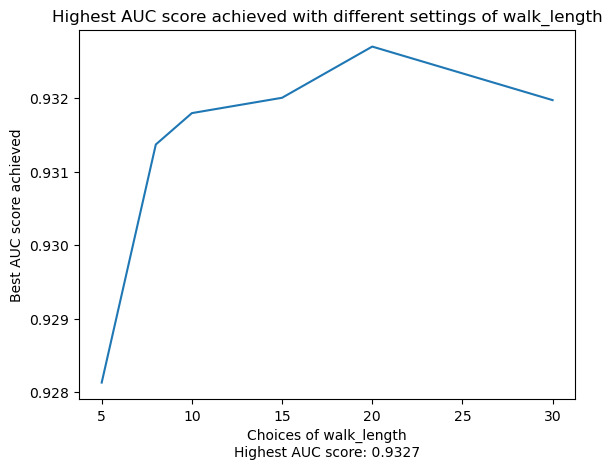 Highest AUC score achieved with different settings of walk_length
Best AUC score achieved
0.932
0.931
0.930
0.929
0.928
5 10 15 20 25 30
Choices of walk_length
Highest AUC score: 0.9327